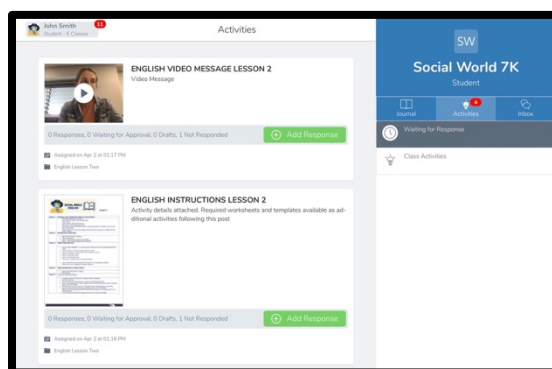 John Smith
Student - 6 Classes
11
Activities
ENGLISH VIDEO MESSAGE LESSON 2
Video Message
0 Responses, 0 Waiting for Approval, 0 Drafts, 1 Not Responded
Add Response
Assigned on Apr 2 at 01:17 PM
English Lesson Two
ENGLISH INSTRUCTIONS LESSON 2
Activity details attached. Required worksheets and templates available as ad-
ditional activities following this post
0 Responses, 0 Waiting for Approval, 0 Drafts, 1 Not Responded
Add Response
Assigned on Apr 2 at 01:18 PM
English Lesson Two
SW
Social World 7K
Student
Journal
4
Activities
Inbox
Waiting for Response
Class Activities